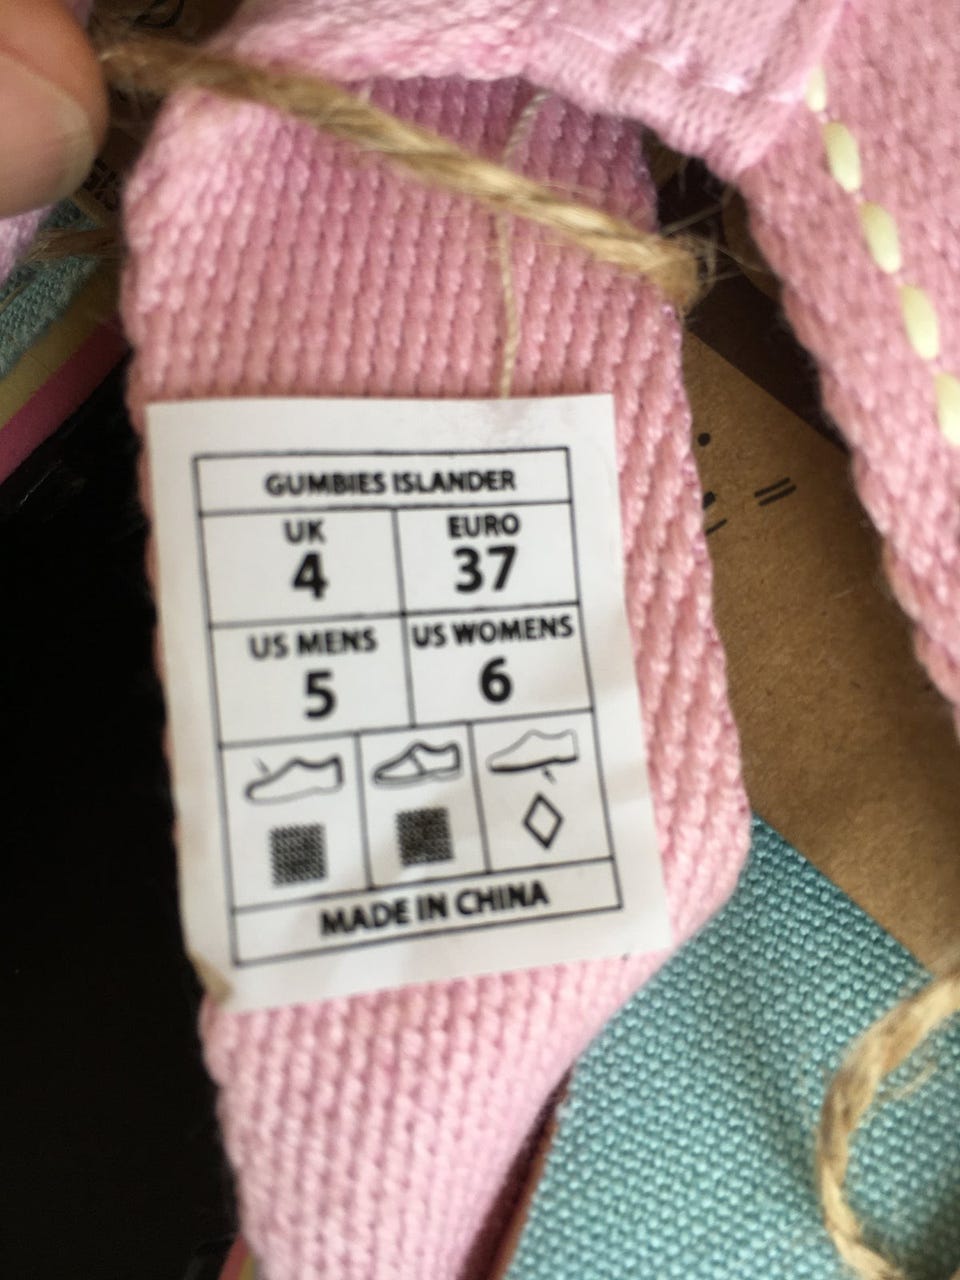 GUMBIES ISLANDER
UK EURO
4 37
US MENS US WOMENS
5 6
MADE IN CHINA